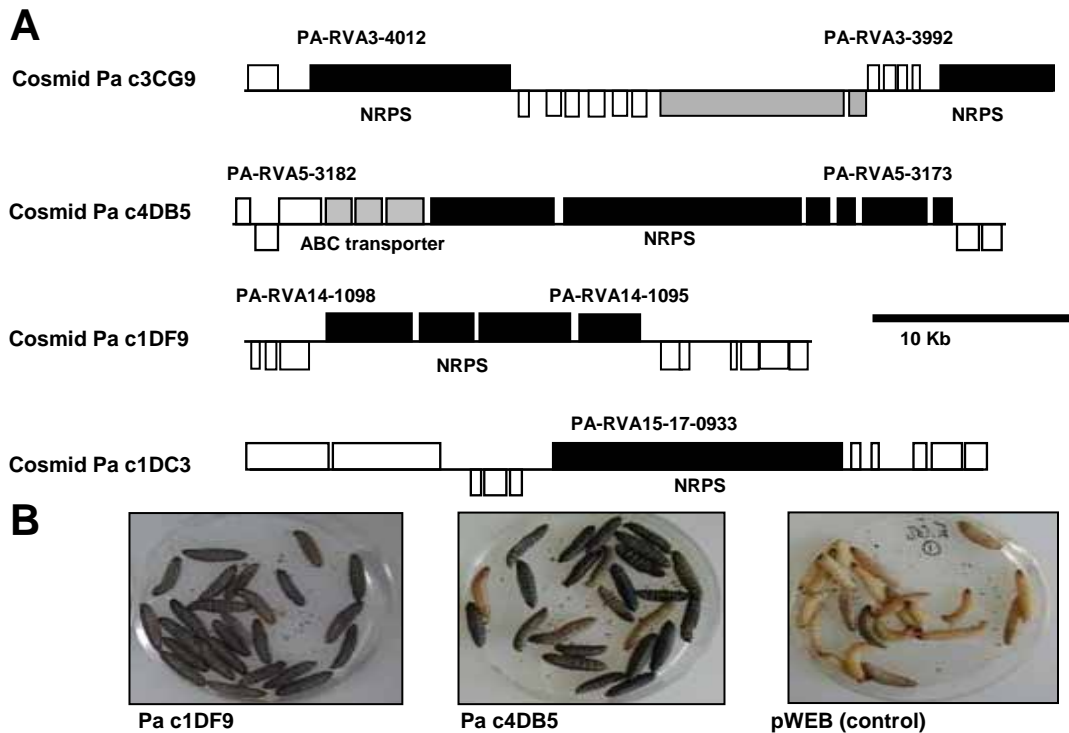 A
PA-RVA3-4012
PA-RVA3-3992
Cosmid Pa c3CG9
NRPS
NRPS
PA-RVA5-3182
PA-RVA5-3173
Cosmid Pa c4DB5
ABC transporter
NRPS
PA-RVA14-1098
PA-RVA14-1095
Cosmid Pa c1DF9
NRPS
10 Kb
PA-RVA15-17-0933
Cosmid Pa c1DC3
NRPS
B
Pa c1DF9
Pa c4DB5
pWEB (control)